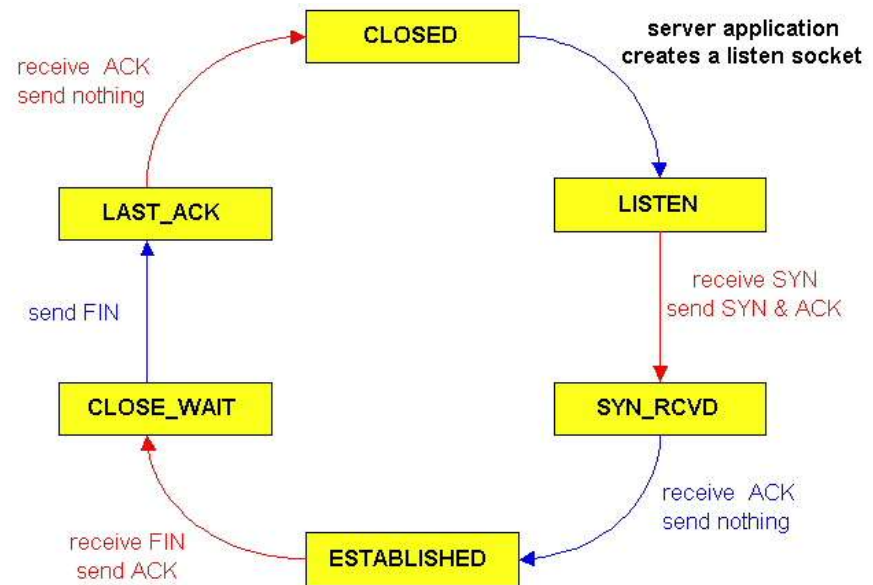 CLOSED
server application
creates a listen socket
receive ACK
send nothing
LAST_ACK
LISTEN
send FIN
receive SYN
send SYN & ACK
CLOSE_WAIT
SYN_RCVD
receive ACK
send nothing
receive FIN
send ACK
ESTABLISHED